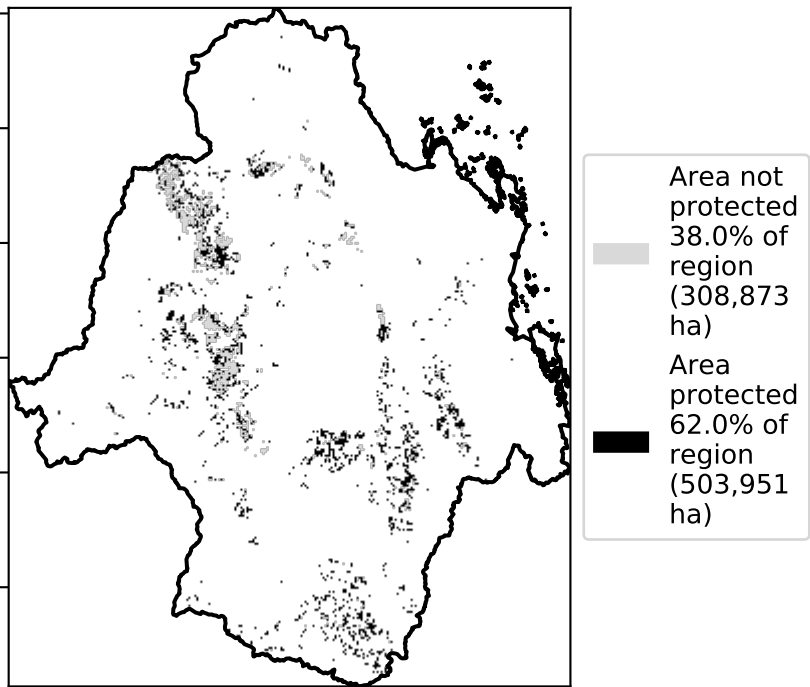 Area not
protected
38.0% of
region
(308,873
ha)
Area
protected
62.0% of
region
(503,951
ha)